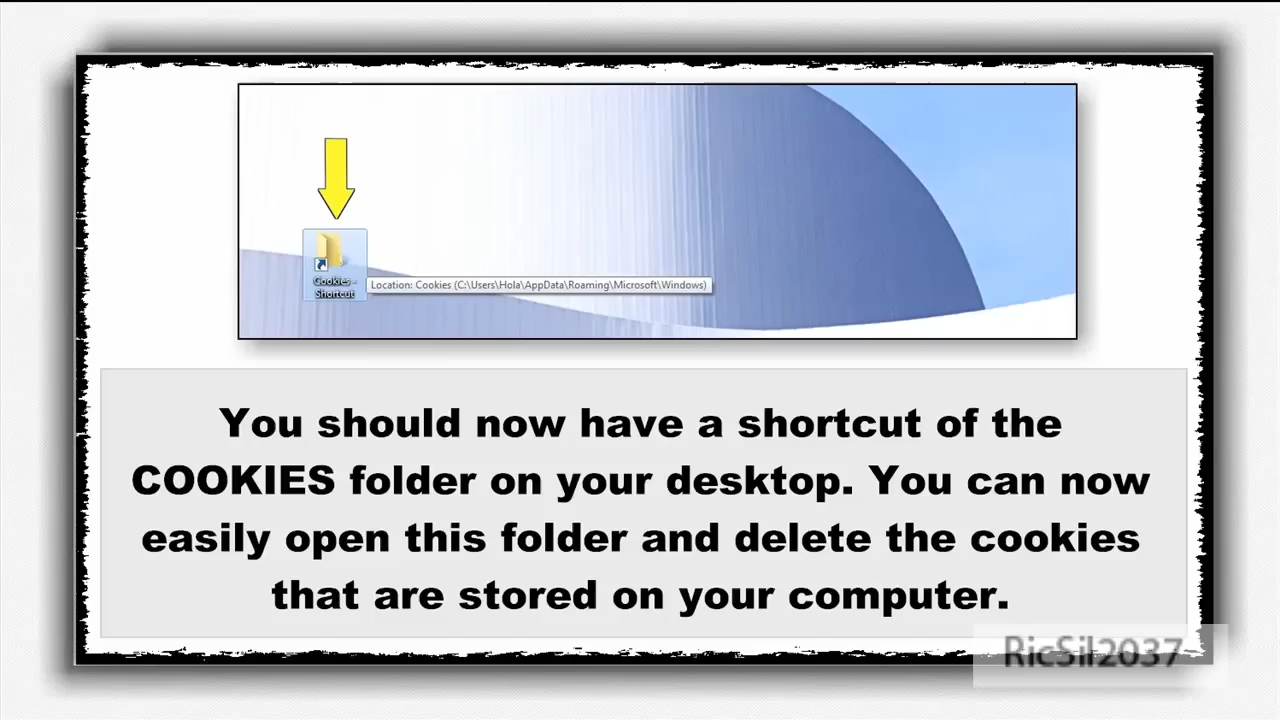 Cookies -
Shortcut
Location: Cookies (C:\Users\Hola\AppData\Roaming\Microsoft\Windows)
You should now have a shortcut of the
COOKIES folder on your desktop. You can now
easily open this folder and delete the cookies
that are stored on your computer.
RicSil2037